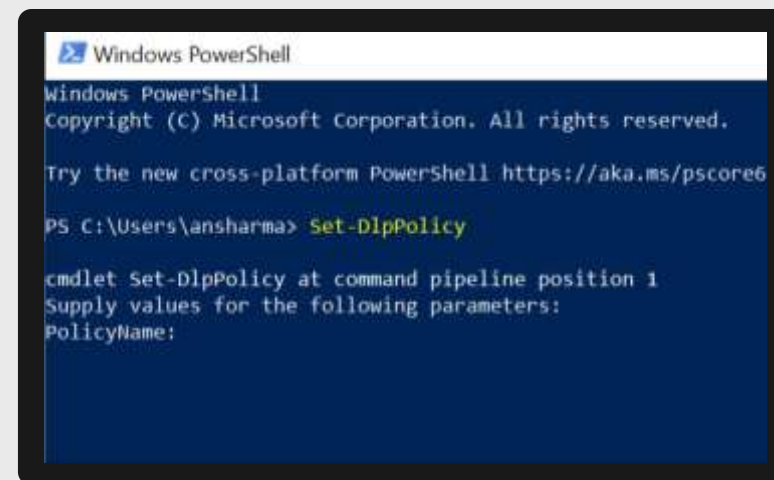 Windows PowerShell
Windows PowerShell
Copyright (C) Microsoft Corporation. All rights reserved.
Try the new cross-platform PowerShell https://aka.ms/pscore6
PS C:\Users\ansharma> Set-DlpPolicy
cmdlet Set-DlpPolicy at command pipeline position 1
Supply values for the following parameters:
PolicyName: